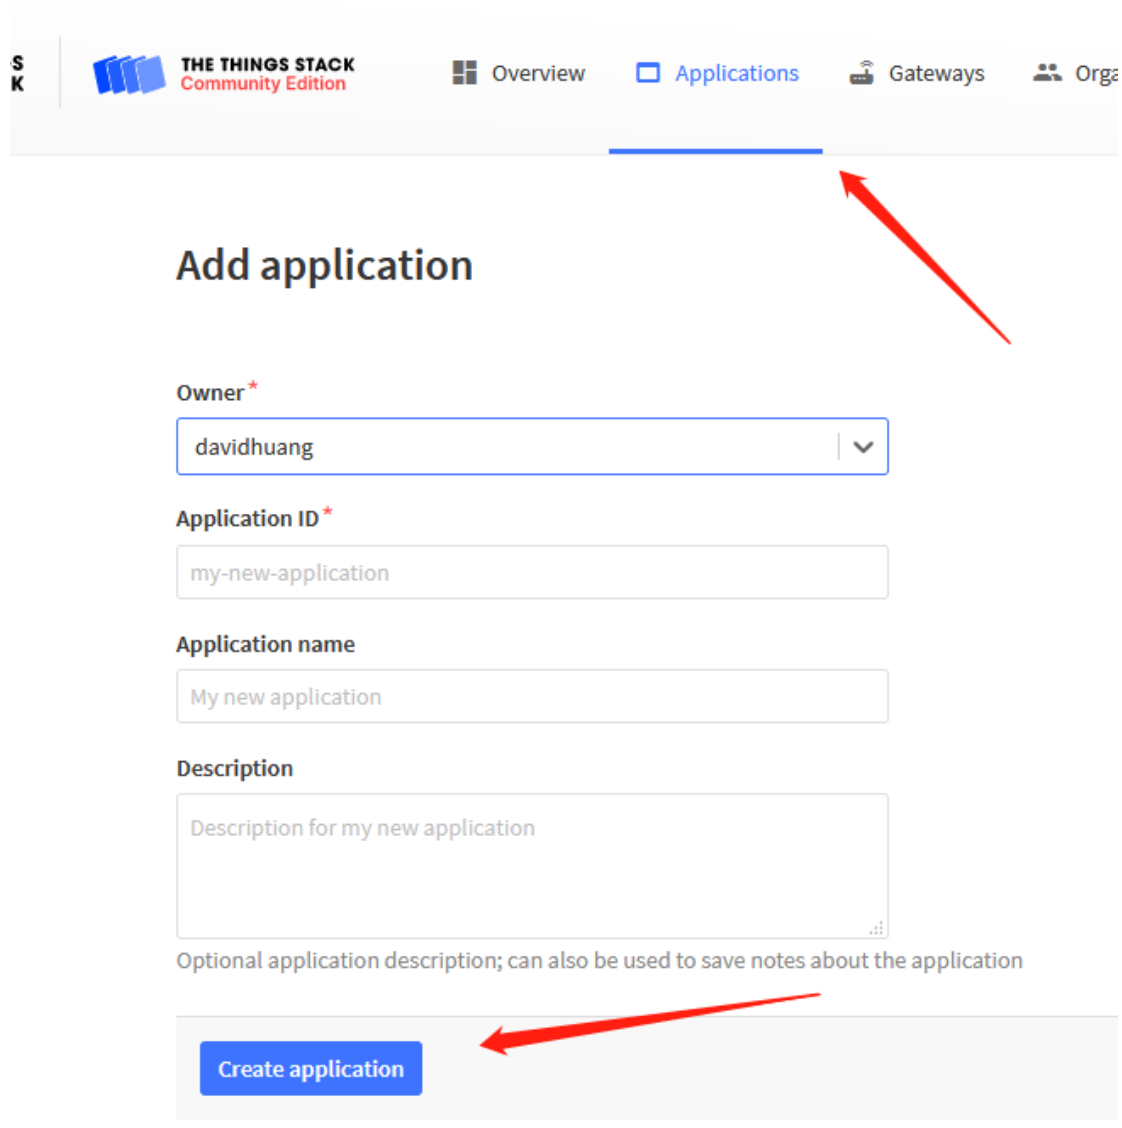 S
K
THE THINGS STACK
Community Edition
Overview
Applications
Gateways
Orga
Add application
Owner*
davidhuang
Application ID*
my-new-application
Application name
My new application
Description
Description for my new application
Optional application description; can also be used to save notes about the application
Create application